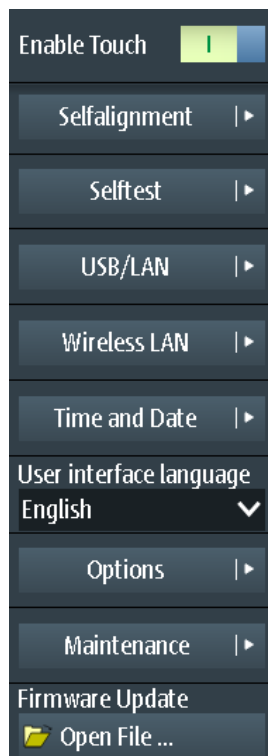 Enable Touch
Selfalignment
Selftest
USB/LAN
Wireless LAN
Time and Date
User interface language
English
Options
Maintenance
Firmware Update
Open File ...